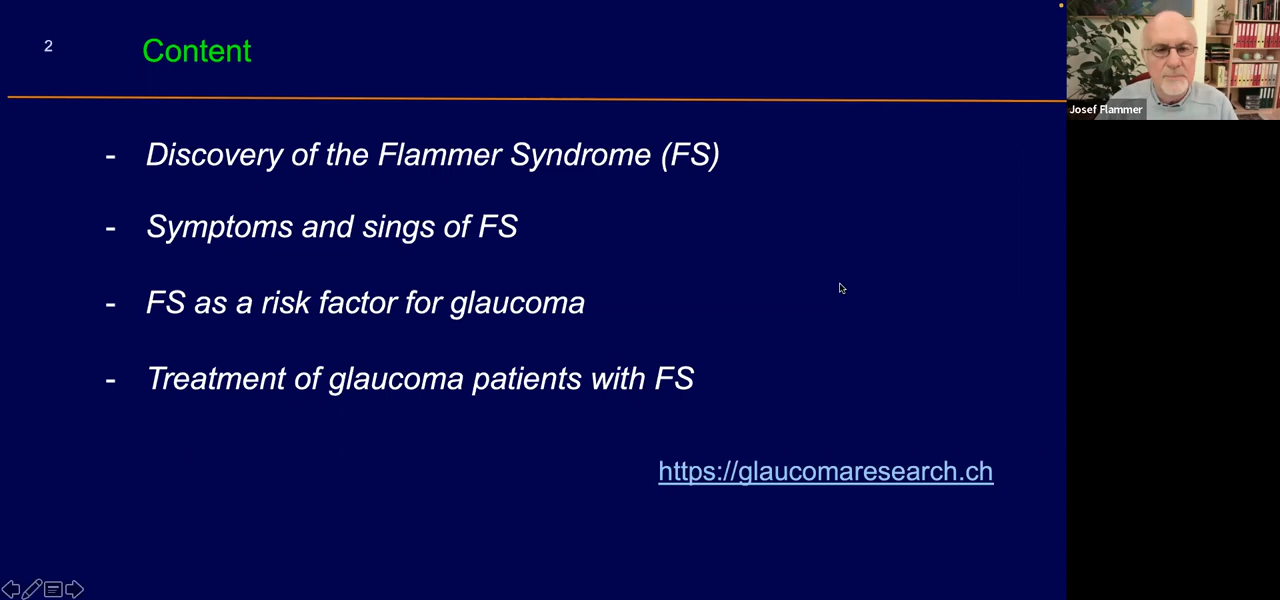 2
Content
Josef Flammer
- Discovery of the Flammer Syndrome (FS)
- Symptoms and sings of FS
- FS as a risk factor for glaucoma
- Treatment of glaucoma patients with FS
https://glaucomaresearch.ch